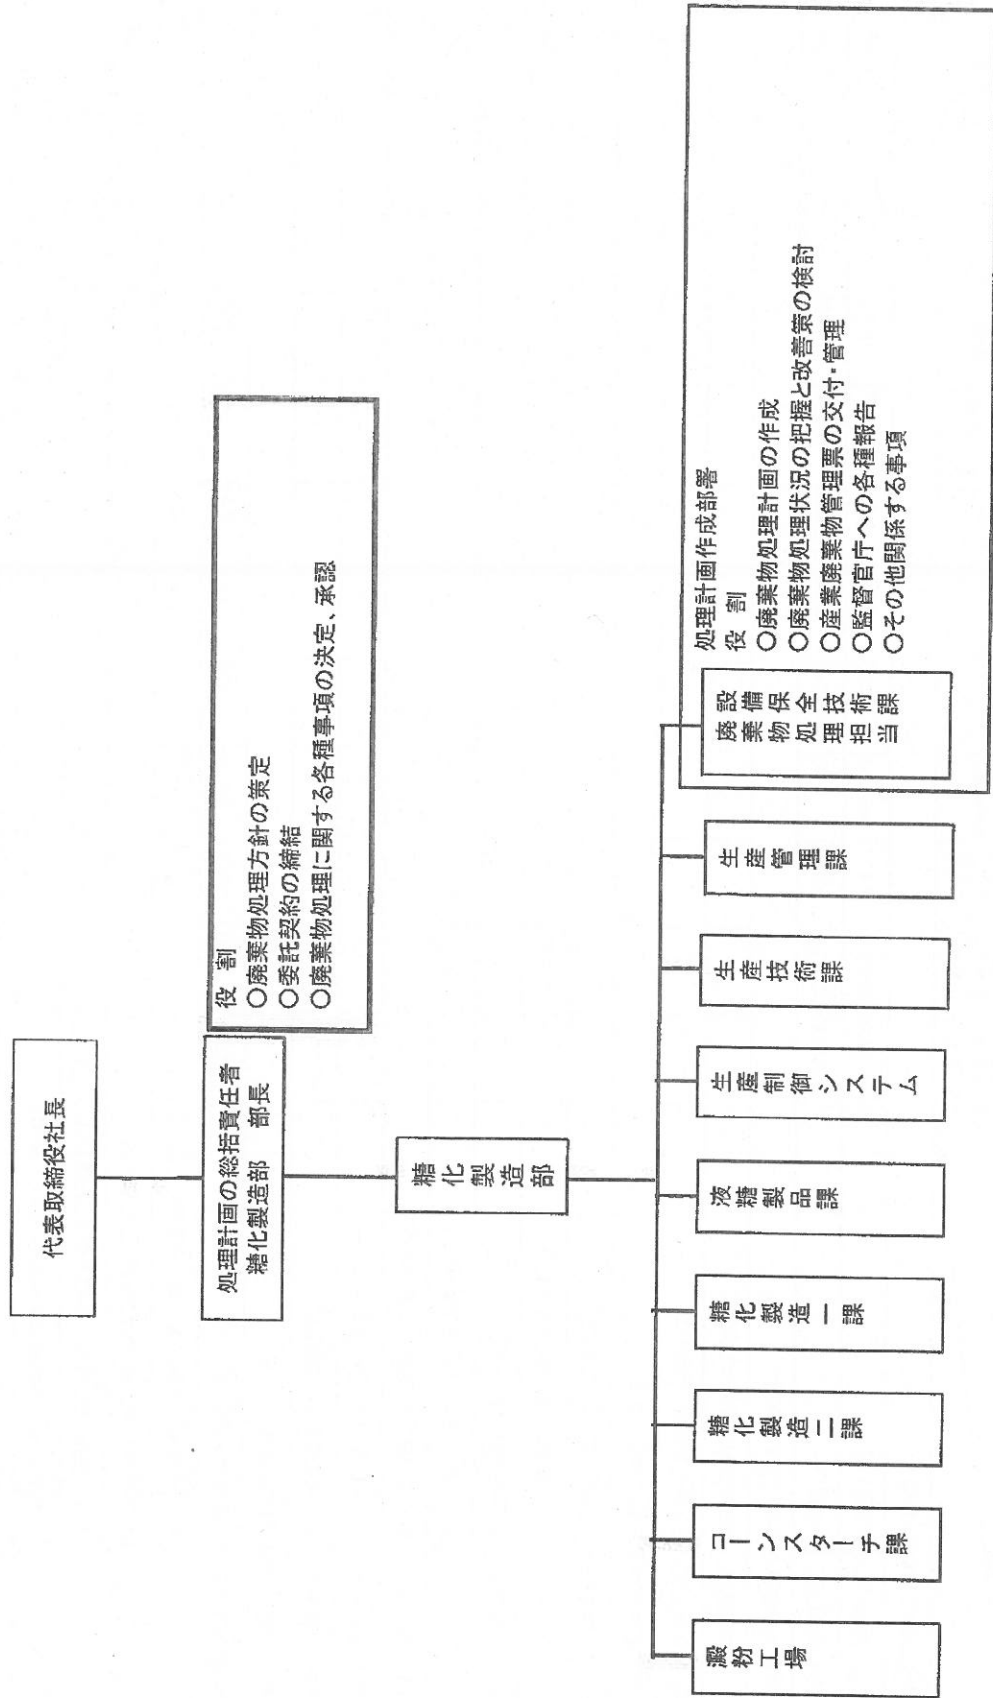 代表取締役社長
処理計画の総括責任者
糖化製造部　部長
役　割
○廃棄物処理方針の策定
○委託契約の締結
○廃棄物処理に関する各種事項の決定、承認
糖化製造部
澱粉工場
コーンスターチ課
糖化製造二課
糖化製造一課
液糖製品課
生産制御システム
生産技術課
生産管理課
設備保全技術課
廃棄物処理担当
処理計画作成部署
役　割
○廃棄物処理計画の作成
○廃棄物処理状況の把握と改善策の検討
○産業廃棄物管理票の交付・管理
○監督官庁への各種報告
○その他関係する事項